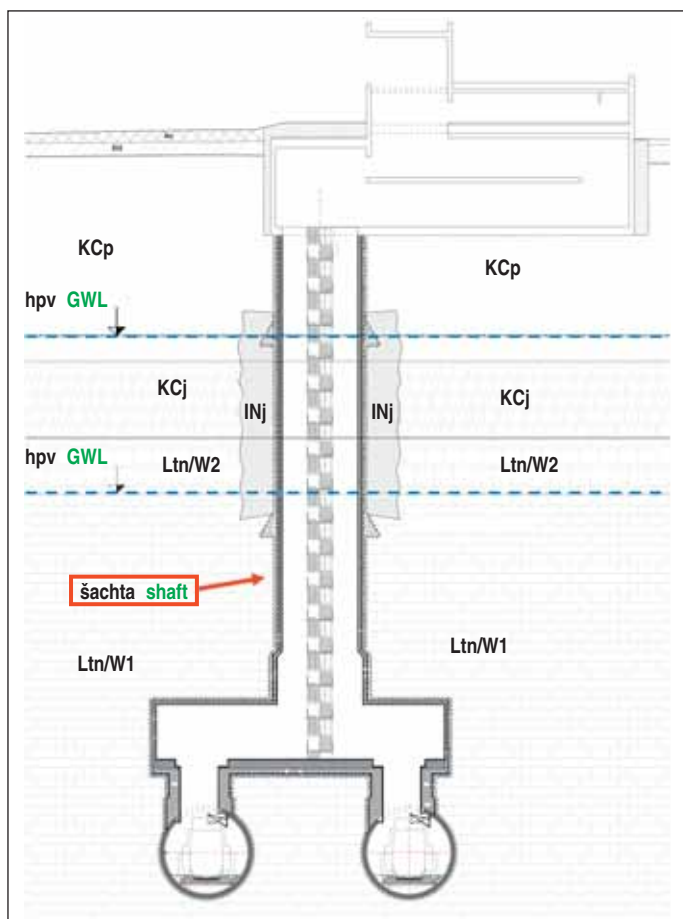 KCp
KCp
hpv GWL
KCj
KCj
INj
INj
hpv GWL
Ltn/W2
Ltn/W2
šachta shaft
Ltn/W1
Ltn/W1